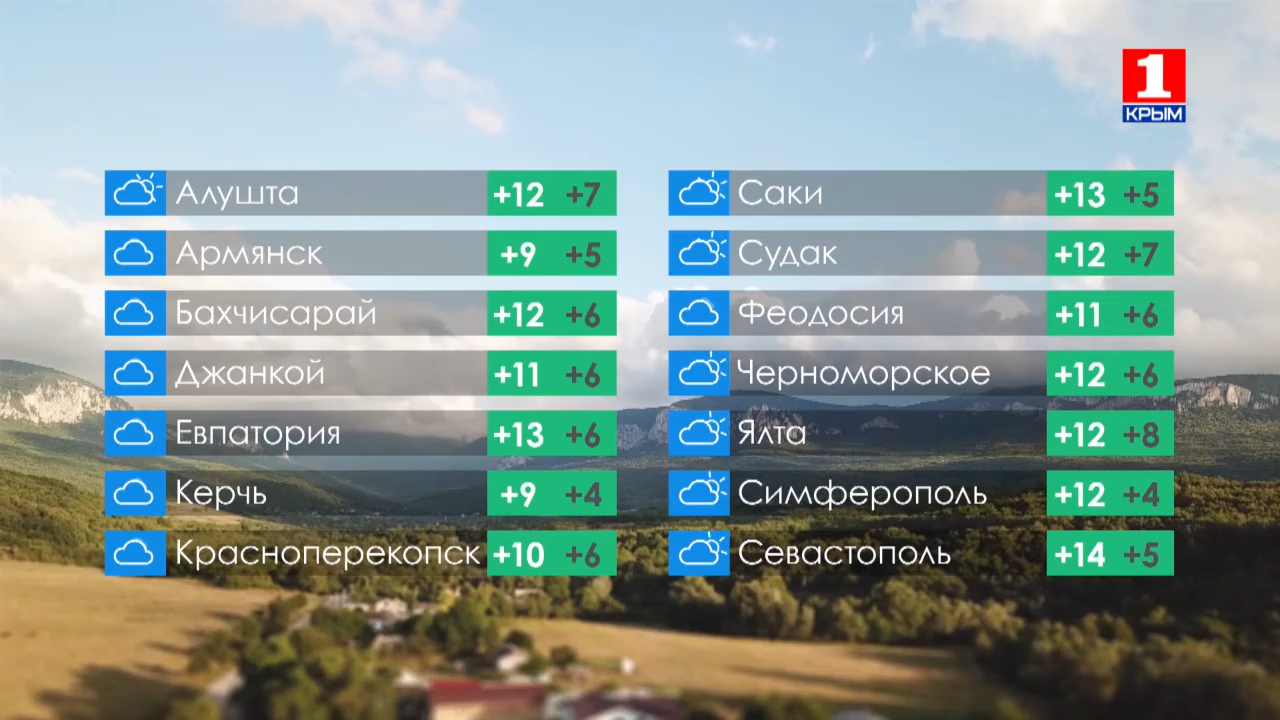 1
КРЫМ
Алушта +12 +7
Армянск +9 +5
Бахчисарай +12 +6
Джанкой +11 +6
Евпатория +13 +6
Керчь +9 +4
Красноперекопск +10 +6
Саки +13 +5
Судак +12 +7
Феодосия +11 +6
Черноморское +12 +6
Ялта +12 +8
Симферополь +12 +4
Севастополь +14 +5